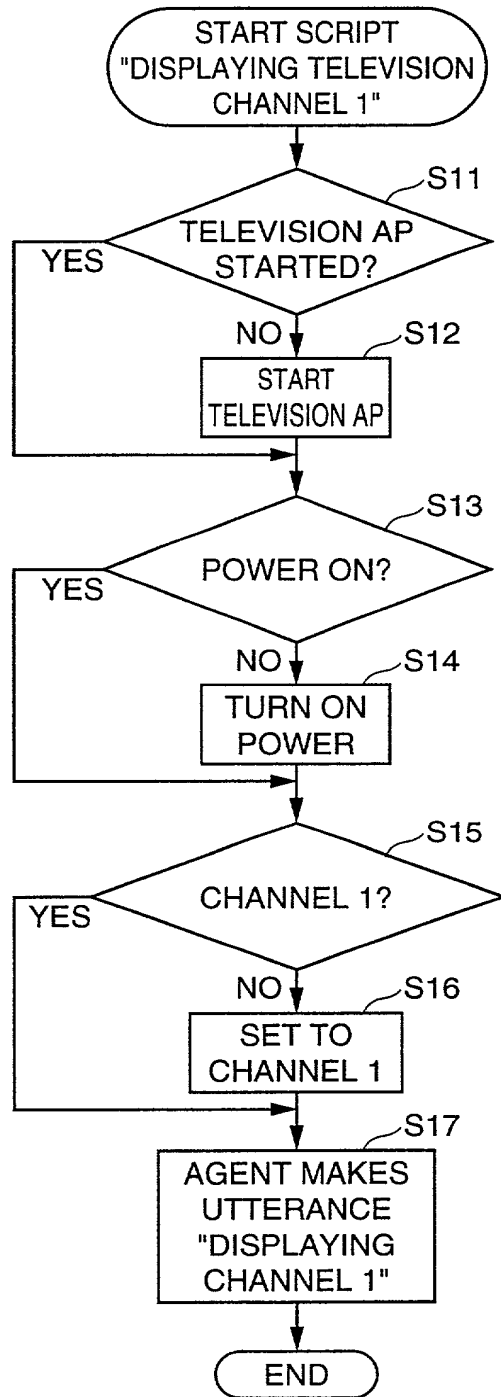 START SCRIPT
"DISPLAYING TELEVISION
CHANNEL 1"
S11
TELEVISION AP
STARTED?
YES
NO
S12
START
TELEVISION AP
S13
POWER ON?
YES
NO
S14
TURN ON
POWER
S15
CHANNEL 1?
YES
NO
S16
SET TO
CHANNEL 1
S17
AGENT MAKES
UTTERANCE
"DISPLAYING
CHANNEL 1"
END